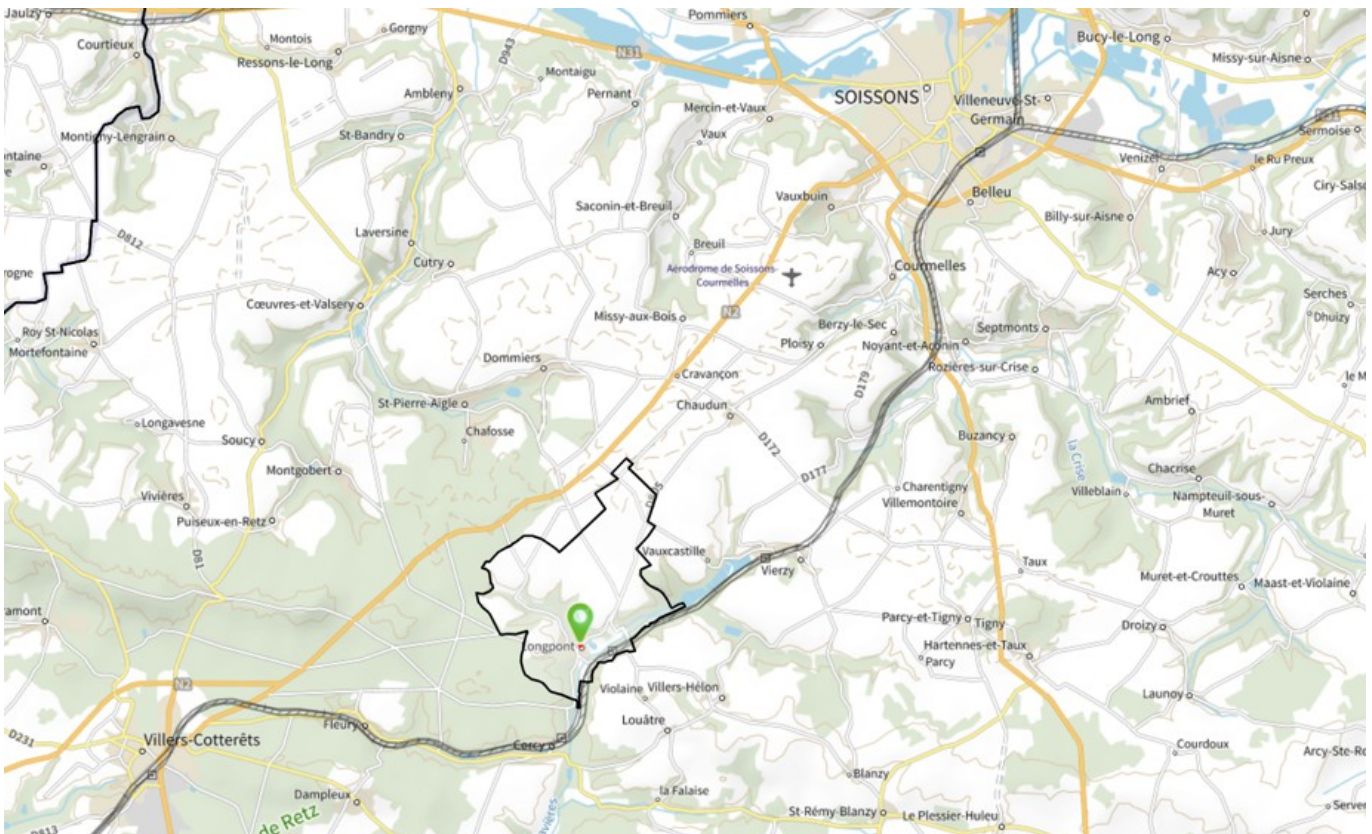 Jaulzy
Courtieux
Montois
Gorgny
Ressons-le-Long
D943
Montaigu
Pommiers
N31
Bucy-le-Long
Missy-sur-Aisne
Ambleny
Pernant
SOISSONS
Villeneuve-St-
Germain
Mercin-et-Vaux
Sermoise
Montigny-Lengrain
St-Bandry
Vaux
Venizel
le Ru Preux
Ciry-Salso
Vauxbuin
Belleu
Saconin-et-Breuil
Billy-sur-Aisne
Jury
D812
Laversine
Breuil
Cutry
Aérodrome de Soissons-
Courmelles
Courmelles
Acy
Serches
Dhuizy
Cœuvres-et-Valsery
Missy-aux-Bois
N2
Berzy-le-Sec
Septmonts
Roy St-Nicolas
Mortefontaine
Ploisy
Noyant-et-Aconin
Dommiers
Rozières-sur-Crise
Cravançon
D179
St-Pierre-Aigle
Chaudun
Ambrief
Longavesne
Chafosse
Soucy
D172
Buzancy
la Crise
Montgobert
D177
Chacrise
Vivières
Charentigny
Villeblain
Puiseux-en-Retz
Villemontoire
Nampteuil-sous-
Muret
D81
Vauxcastille
Vierzy
Taux
Muret-et-Crouttes
Maast-et-Violaine
Parcy-et-Tigny
Tigny
Droizy
Longpont
Hartennes-et-Taux
Parcy
N2
Violaine
Villers-Hélon
Launoy
D231
Fleury
Louâtre
Villers-Cotterêts
Corcy
Courdoux
Blanzy
Dampleux
la Falaise
de Retz
St-Rémy-Blanzy
Le Plessier-Huleu
D813